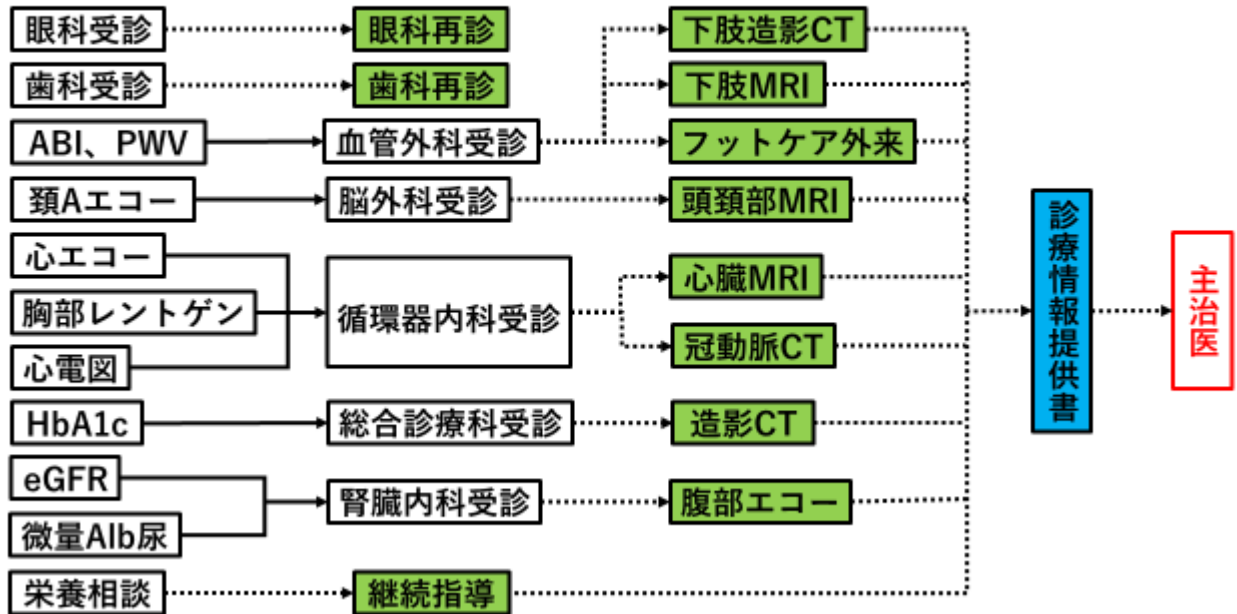 眼科受診
眼科再診
下肢造影CT
歯科受診
歯科再診
下肢MRI
ABI、PWV
血管外科受診
フットケア外来
頚Aエコー
脳外科受診
頭頚部MRI
心エコー
胸部レントゲン
心電図
循環器内科受診
心臓MRI
冠動脈CT
HbA1c
総合診療科受診
造影CT
eGFR
微量Alb尿
腎臓内科受診
腹部エコー
栄養相談
継続指導
診療情報提供書
主治医